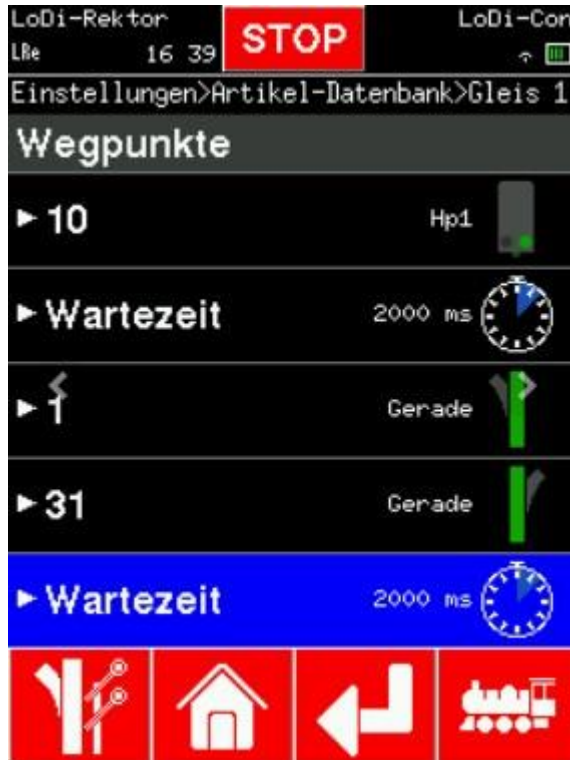 LoDi-Rektor
STOP
LoDi-Con
LRe 16 39
Einstellungen>Artikel-Datenbank>Gleis 1
Wegpunkte
10 Hp1
Wartezeit 2000 ms
1 Gerade
31 Gerade
Wartezeit 2000 ms